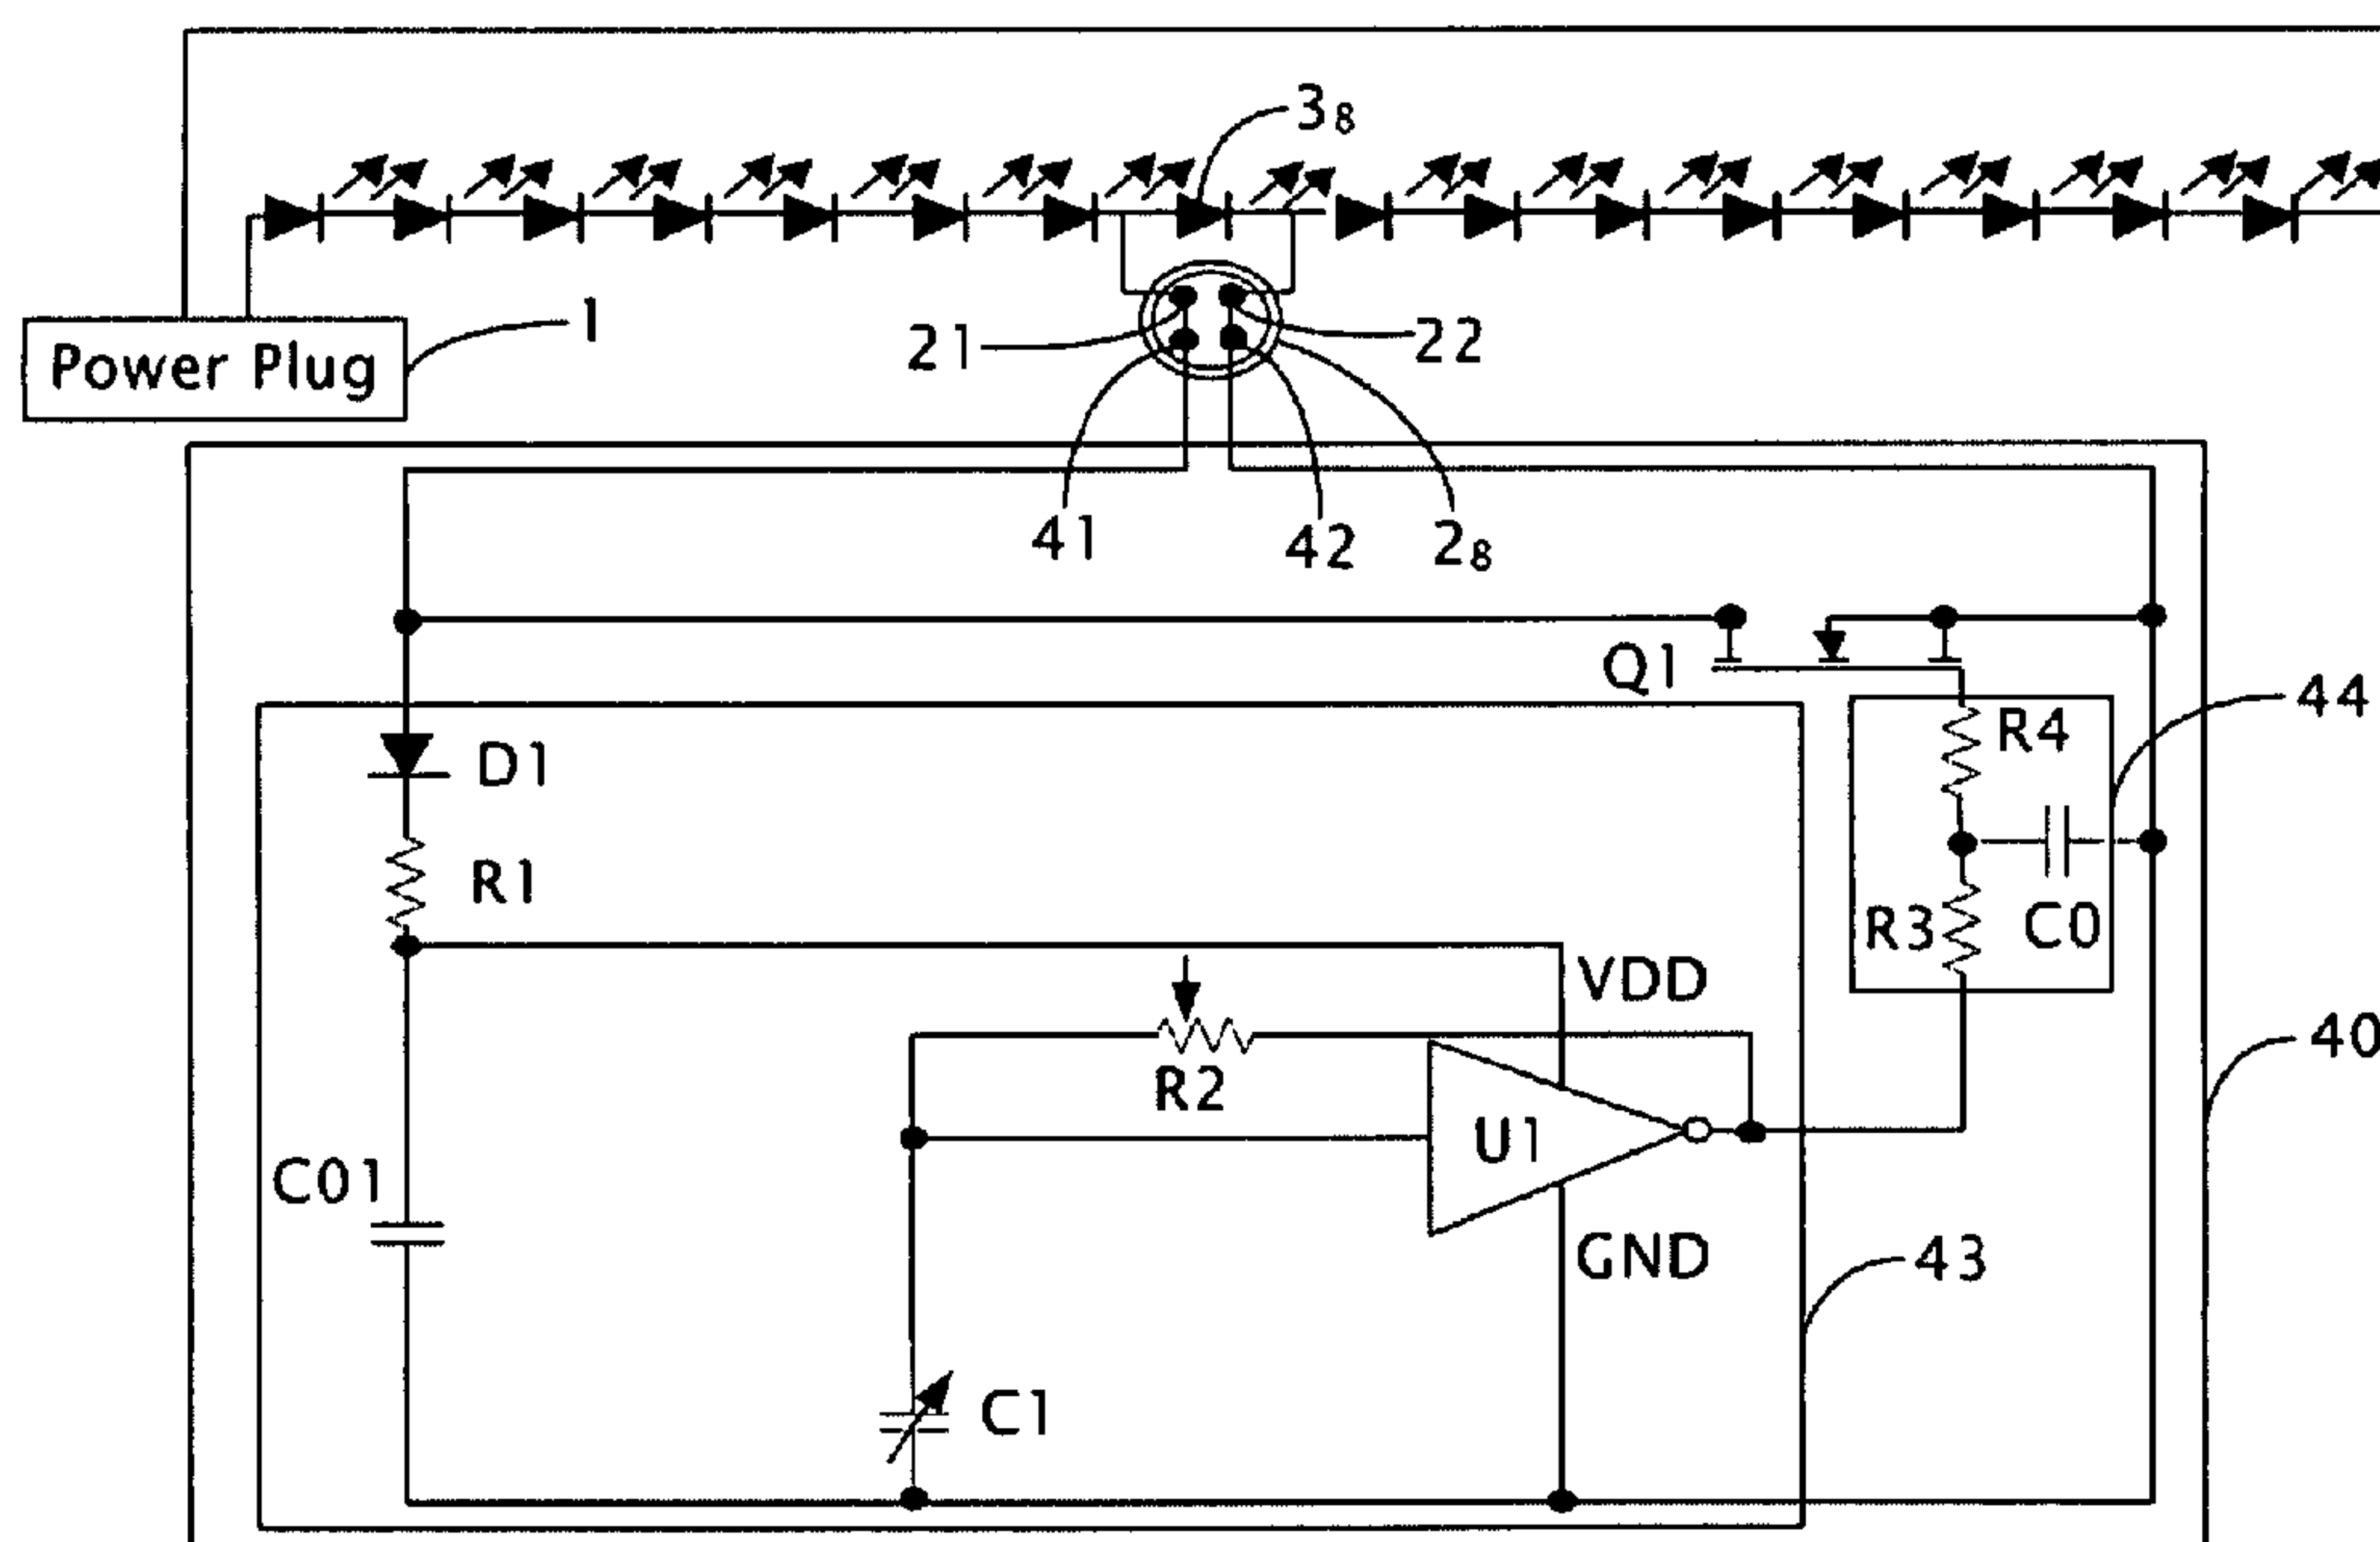 3₈
1
21
22
Power Plug
41
42
2₈
Q1
44
R4
D1
R1
R3
C0
VDD
40
R2
C01
U1
GND
43
C1